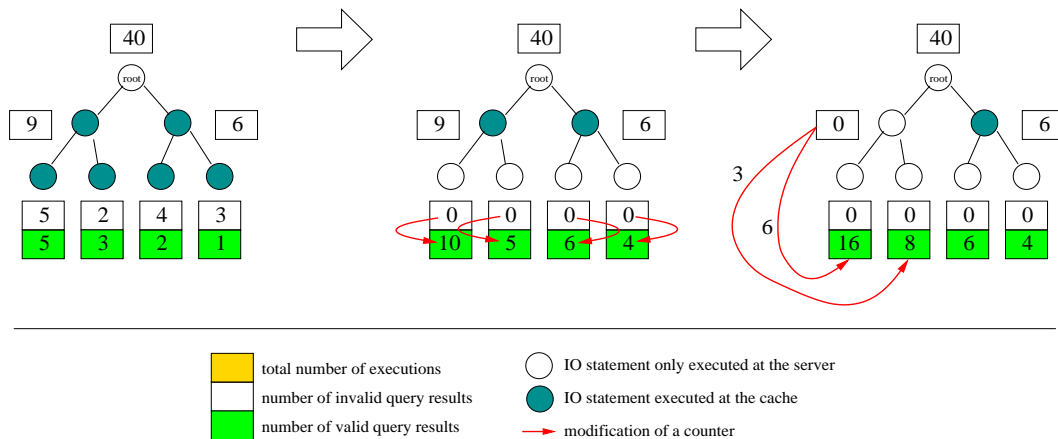 40 40 40
root root root
9 6 9 6 0 6
3
5 2 4 3 0 0 0 0 0 0 0 0
6
5 3 2 1 10 5 6 4 16 8 6 4
total number of executions
number of invalid query results
number of valid query results
IO statement only executed at the server
IO statement executed at the cache
modification of a counter